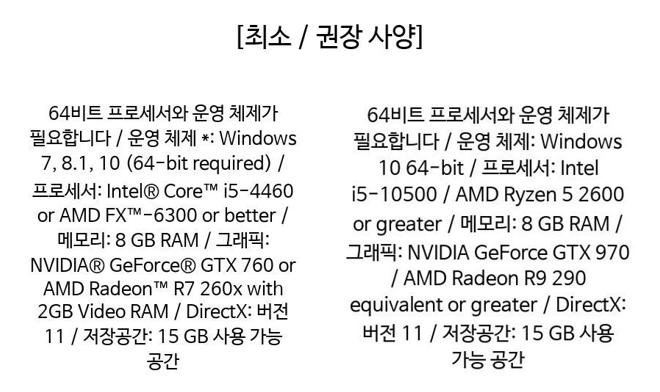 [최소 / 권장 사양]
64비트 프로세서와 운영 체제가
필요합니다 / 운영 체제 *: Windows
7, 8.1, 10 (64-bit required) /
프로세서: Intel® Core™ i5-4460
or AMD FX™-6300 or better /
메모리: 8 GB RAM / 그래픽:
NVIDIA® GeForce® GTX 760 or
AMD Radeon™ R7 260x with
2GB Video RAM / DirectX: 버전
11 / 저장공간: 15 GB 사용 가능
공간
64비트 프로세서와 운영 체제가
필요합니다 / 운영 체제: Windows
10 64-bit / 프로세서: Intel
i5-10500 / AMD Ryzen 5 2600
or greater / 메모리: 8 GB RAM /
그래픽: NVIDIA GeForce GTX 970
/ AMD Radeon R9 290
equivalent or greater / DirectX:
버전 11 / 저장공간: 15 GB 사용
가능 공간